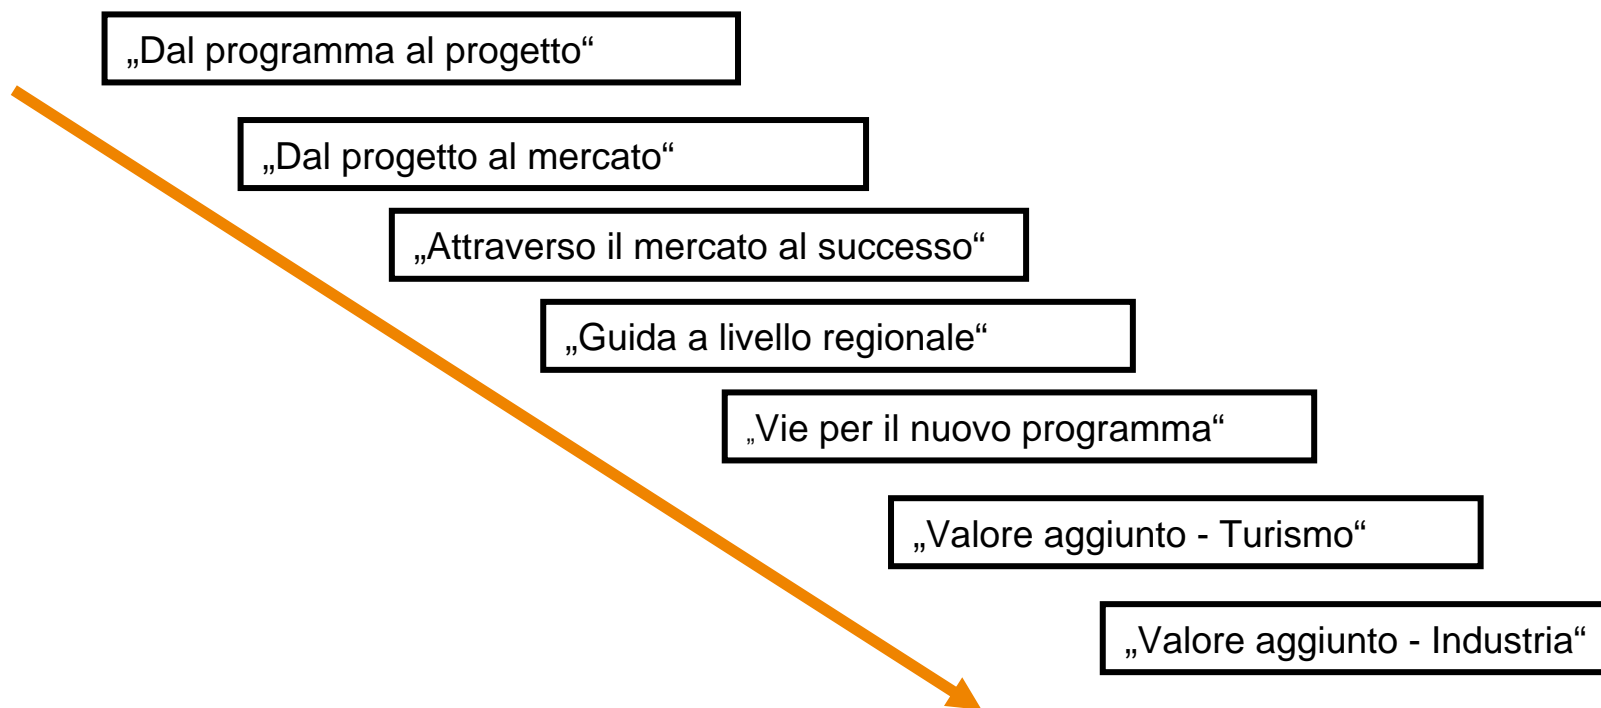 „Dal programma al progetto“
„Dal progetto al mercato“
„Attraverso il mercato al successo“
„Guida a livello regionale“
„Vie per il nuovo programma“
„Valore aggiunto - Turismo“
„Valore aggiunto - Industria“